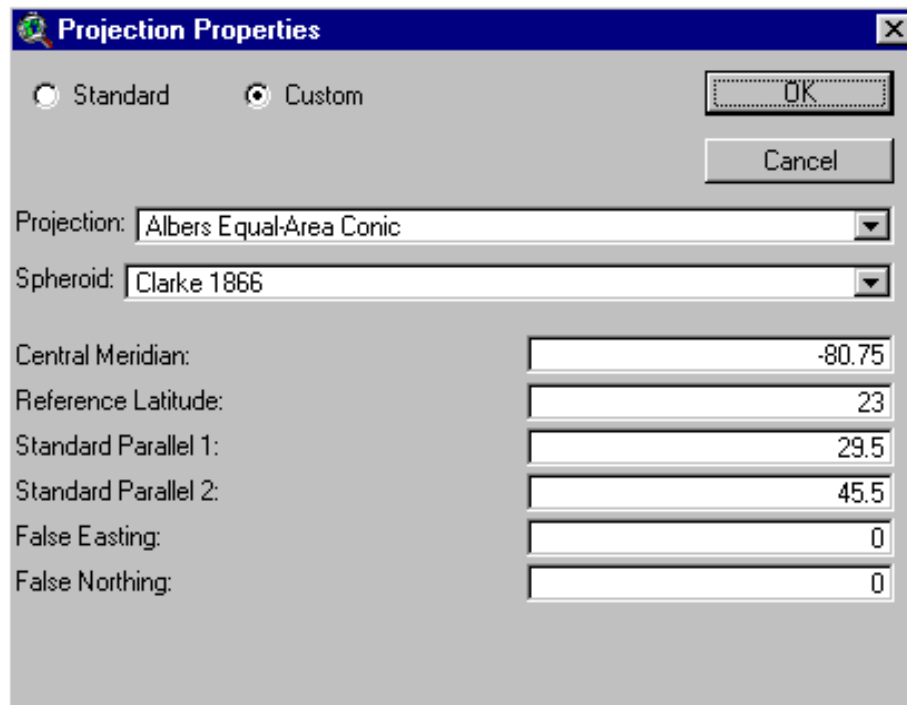 Projection Properties
Standard Custom OK
Cancel
Projection: Albers Equal-Area Conic
Spheroid: Clarke 1866
Central Meridian: -80.75
Reference Latitude: 23
Standard Parallel 1: 29.5
Standard Parallel 2: 45.5
False Easting: 0
False Northing: 0